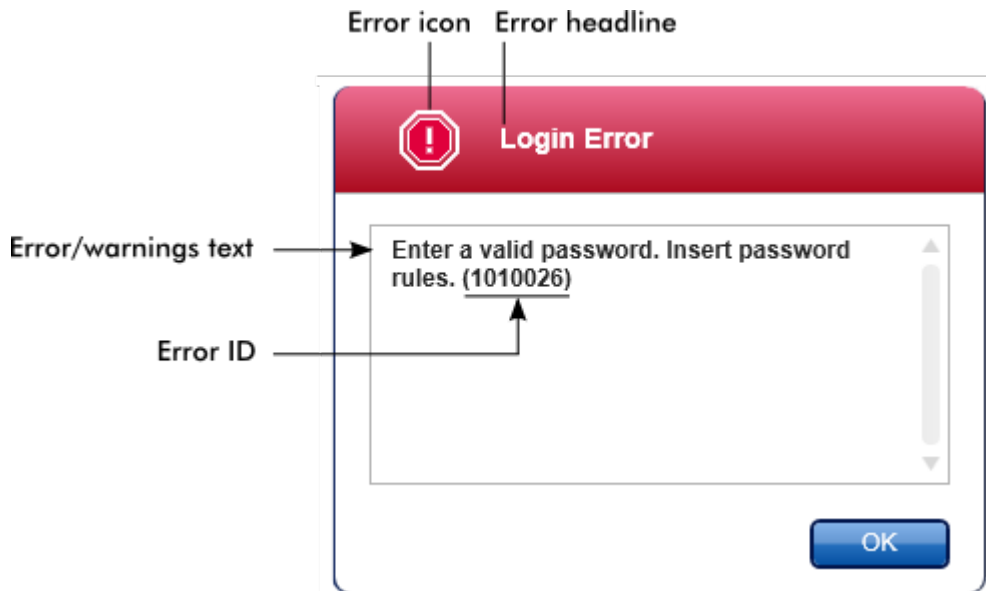 Error icon Error headline
Login Error
Error/warnings text
Enter a valid password. Insert password
rules. (1010026)
Error ID
OK